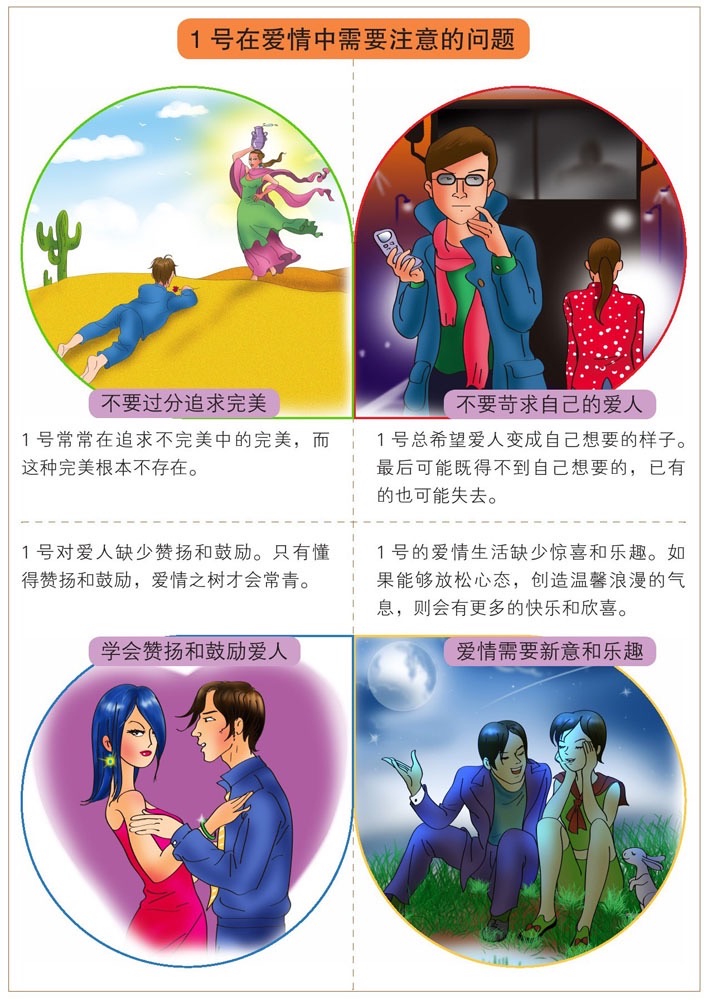 1号在爱情中需要注意的问题
不要过分追求完美
1号常常在追求不完美中的完美，而
这种完美根本不存在。
不要苛求自己的爱人
1号总希望爱人变成自己想要的样子。
最后可能既得不到自己想要的，已有
的也可能失去。
1号对爱人缺少赞扬和鼓励。只有懂
得赞扬和鼓励，爱情之树才会常青。
学会赞扬和鼓励爱人
1号的爱情生活缺少惊喜和乐趣。如
果能够放松心态，创造温馨浪漫的气
息，则会有更多的快乐和欣喜。
爱情需要新意和乐趣